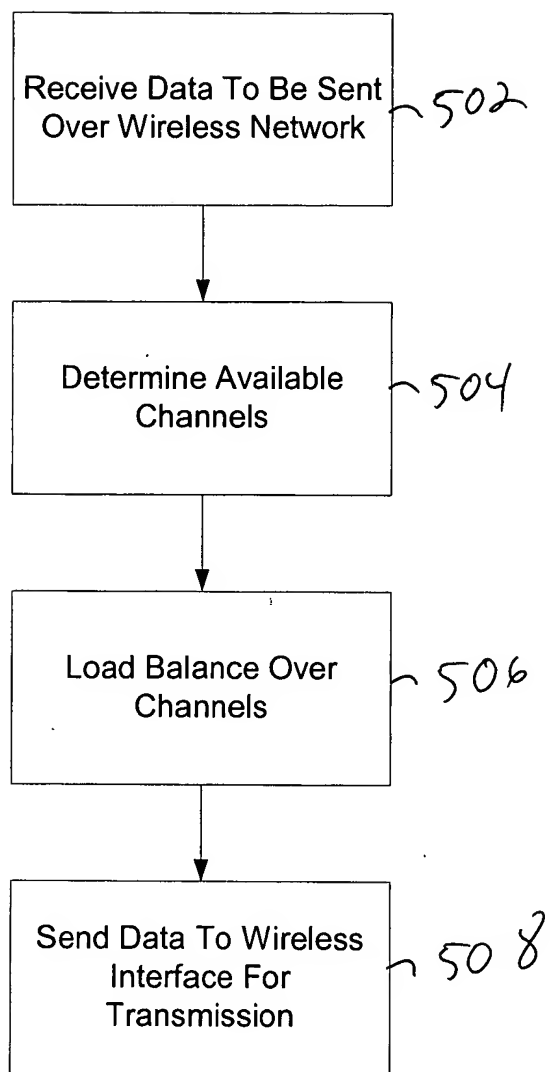 Receive Data To Be Sent
Over Wireless Network
502
Determine Available
Channels
504
Load Balance Over
Channels
506
Send Data To Wireless
Interface For
Transmission
508